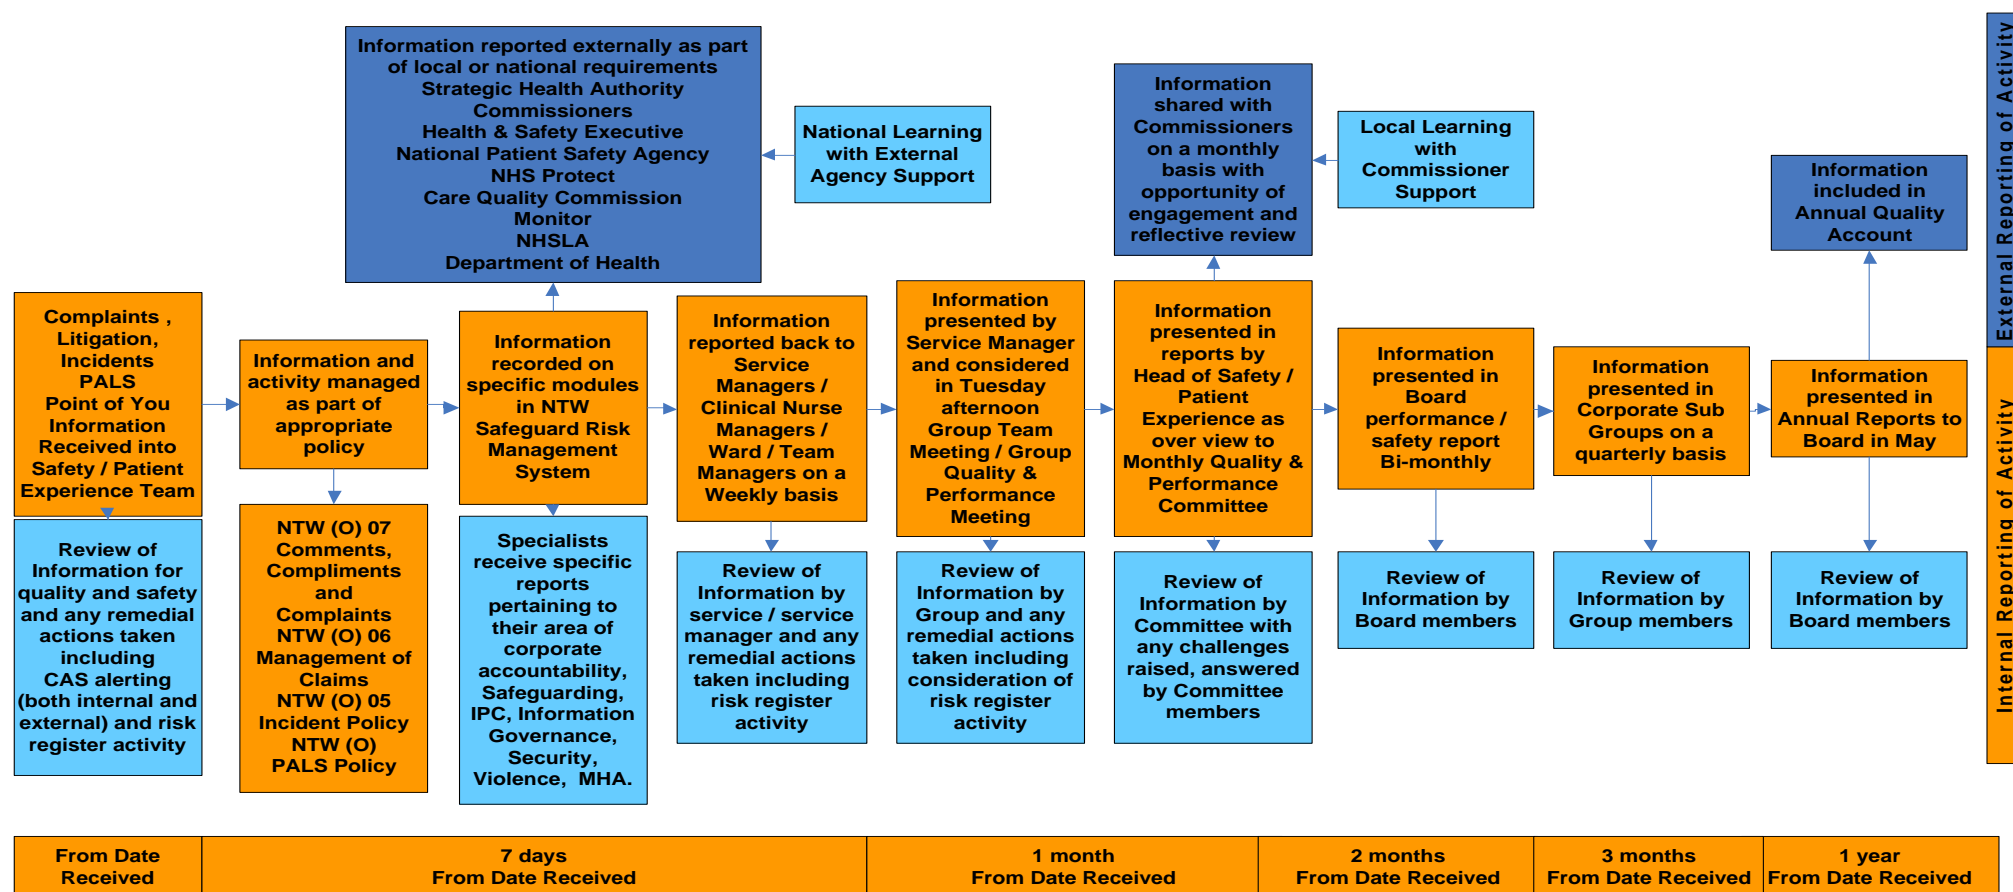 Information reported externally as part
of local or national requirements
Strategic Health Authority
Commissioners
Health & Safety Executive
National Patient Safety Agency
NHS Protect
Care Quality Commission
Monitor
NHSLA
Department of Health
National Learning
with External
Agency Support
Information
shared with
Commissioners
on a monthly
basis with
opportunity of
engagement and
reflective review
Local Learning
with
Commissioner
Support
Information
included in
Annual Quality
Account
External Reporting of Activity
Complaints ,
Litigation,
Incidents
PALS
Point of You
Information
Received into
Safety / Patient
Experience Team
Information and
activity managed
as part of
appropriate
policy
Information
recorded on
specific modules
in NTW
Safeguard Risk
Management
System
Information
reported back to
Service
Managers /
Clinical Nurse
Managers /
Ward / Team
Managers on a
Weekly basis
Information
presented by
Service Manager
and considered
in Tuesday
afternoon
Group Team
Meeting / Group
Quality &
Performance
Meeting
Information
presented in
reports by
Head of Safety /
Patient
Experience as
over view to
Monthly Quality &
Performance
Committee
Information
presented in
Board
performance /
safety report
Bi-monthly
Information
presented in
Corporate Sub
Groups on a
quarterly basis
Information
presented in
Annual Reports to
Board in May
Internal Reporting of Activity
Review of
Information for
quality and safety
and any remedial
actions taken
including
CAS alerting
(both internal and
external) and risk
register activity
NTW (O) 07
Comments,
Compliments
and
Complaints
NTW (O) 06
Management of
Claims
NTW (O) 05
Incident Policy
NTW (O)
PALS Policy
Specialists
receive specific
reports
pertaining to
their area of
corporate
accountability,
Safeguarding,
IPC, Information
Governance,
Security,
Violence, MHA.
Review of
Information by
service / service
manager and any
remedial actions
taken including
risk register
activity
Review of
Information by
Group and any
remedial actions
taken including
consideration of
risk register
activity
Review of
Information by
Committee with
any challenges
raised, answered
by Committee
members
Review of
Information by
Board members
Review of
Information by
Group members
Review of
Information by
Board members
From Date
Received
7 days
From Date Received
1 month
From Date Received
2 months
From Date Received
3 months
From Date Received
1 year
From Date Received